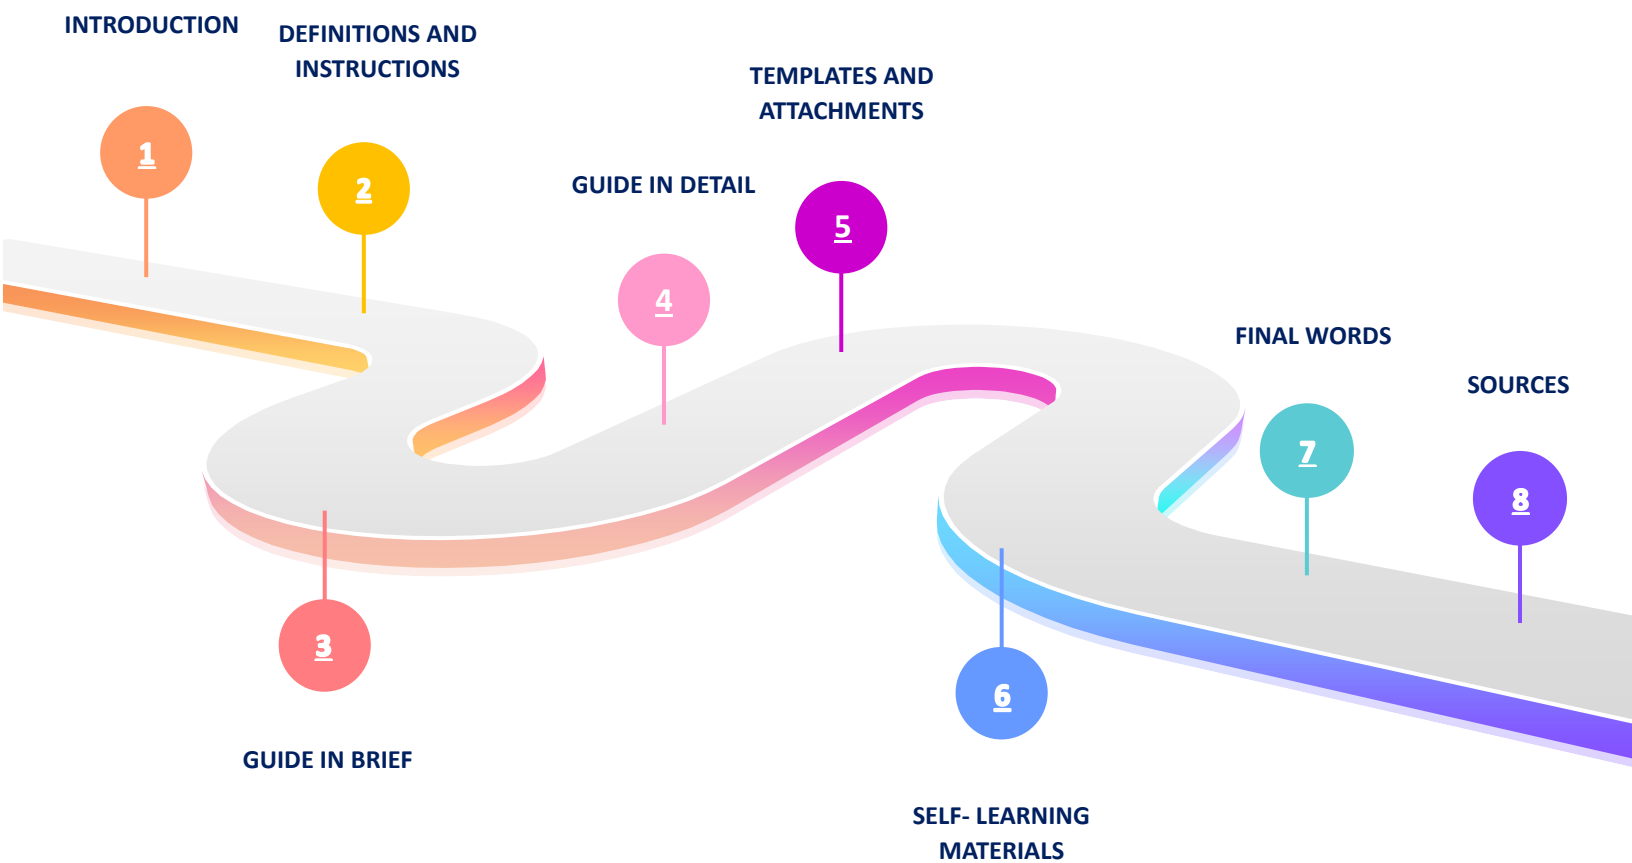 INTRODUCTION
1
DEFINITIONS AND
INSTRUCTIONS
2
GUIDE IN BRIEF
3
GUIDE IN DETAIL
4
TEMPLATES AND
ATTACHMENTS
5
SELF- LEARNING
MATERIALS
6
FINAL WORDS
7
SOURCES
8